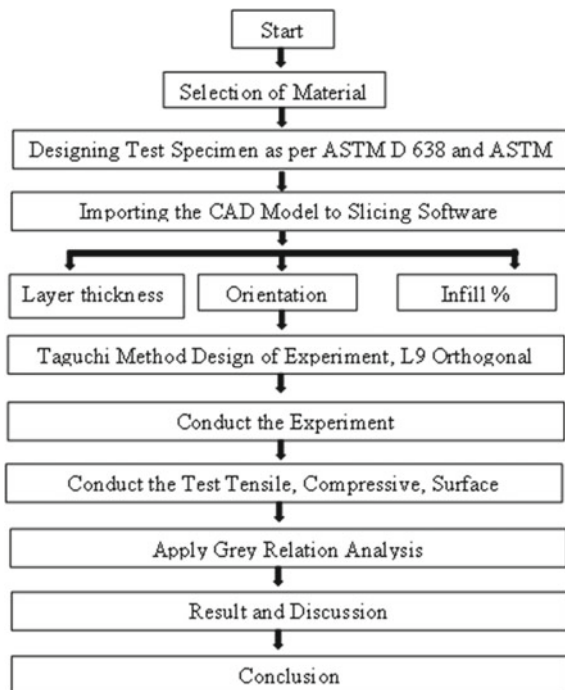 Start
Selection of Material
Designing Test Specimen as per ASTM D 638 and ASTM
Importing the CAD Model to Slicing Software
Layer thickness
Orientation
Infill %
Taguchi Method Design of Experiment, L9 Orthogonal
Conduct the Experiment
Conduct the Test Tensile, Compressive, Surface
Apply Grey Relation Analysis
Result and Discussion
Conclusion